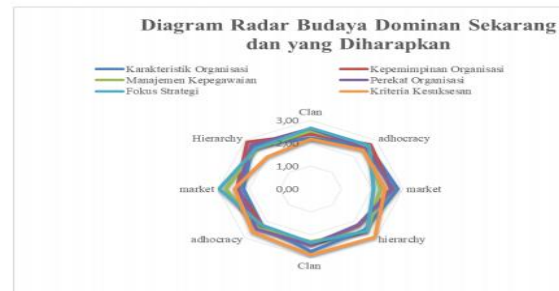 Diagram Radar Budaya Dominan Sekarang
dan yang Diharapkan
Karakteristik Organisasi
Kepemimpinan Organisasi
Manajemen Kepegawaian
Perekat Organisasi
Fokus Strategi
Kriteria Kesuksesan
Clan
3,00
Hierarchy
2,00
adhocracy
1,00
market
0,00
market
adhocracy
hierarchy
Clan